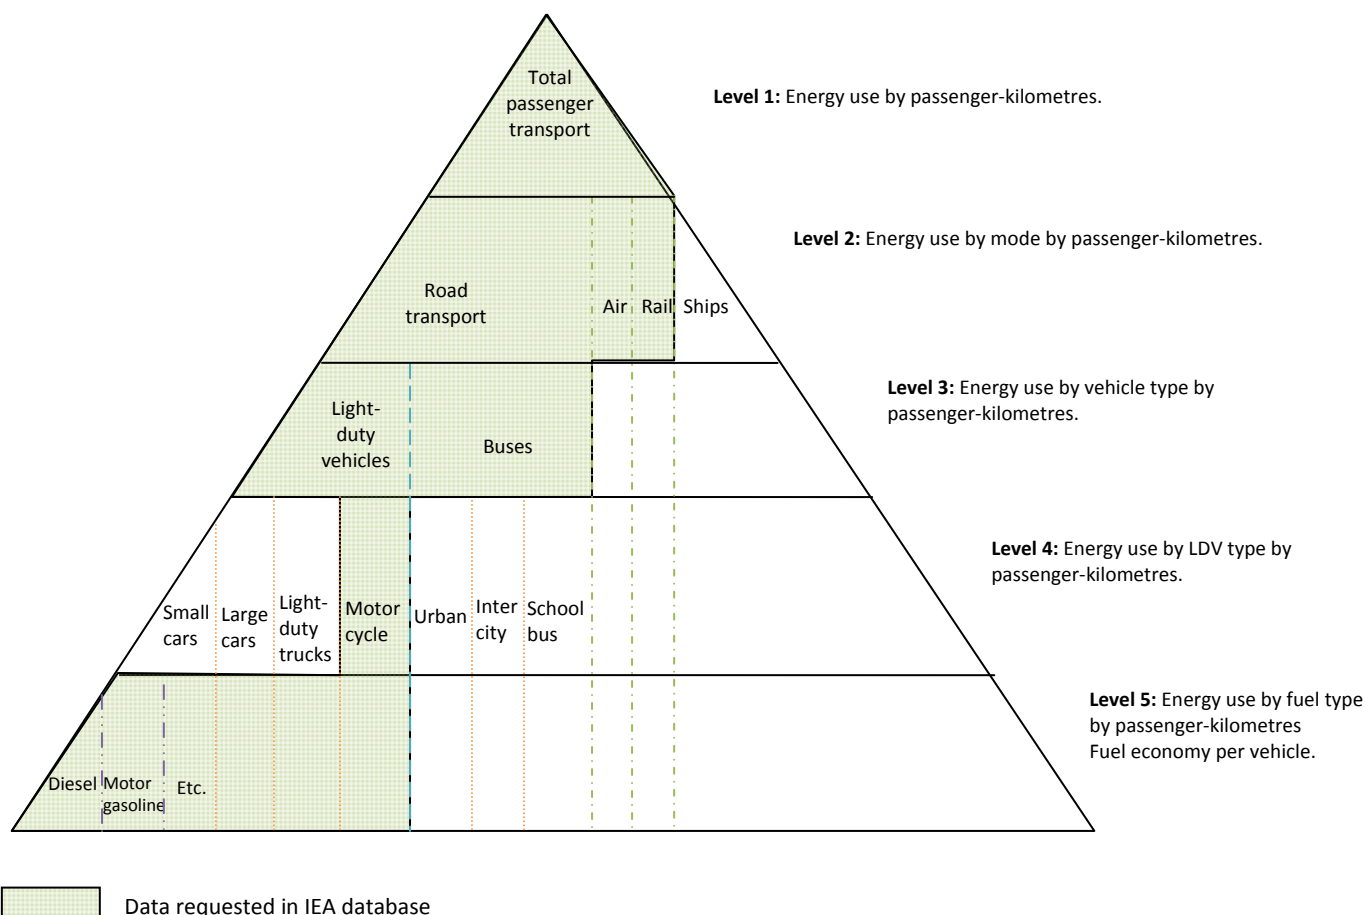 Total
passenger
transport
Level 1: Energy use by passenger-kilometres.
Level 2: Energy use by mode by passenger-kilometres.
Road
transport
Air
Rail
Ships
Level 3: Energy use by vehicle type by
passenger-kilometres.
Light-
duty
vehicles
Buses
Level 4: Energy use by LDV type by
passenger-kilometres.
Small
cars
Large
cars
Light-
duty
trucks
Motor
cycle
Urban
Inter
city
School
bus
Level 5: Energy use by fuel type
by passenger-kilometres
Fuel economy per vehicle.
Diesel
Motor
gasoline
Etc.
Data requested in IEA database